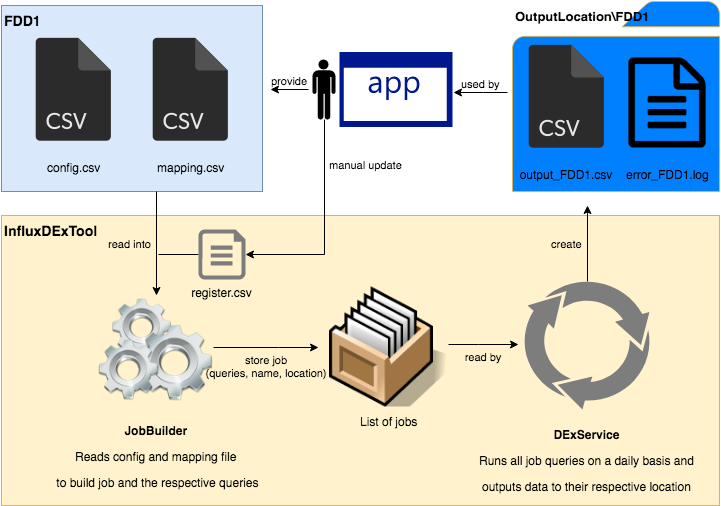 FDD1
CSV
CSV
config.csv
mapping.csv
provide
app
used by
OutputLocation\FDD1
CSV
output_FDD1.csv
error_FDD1.log
manual update
InfluxDExTool
read into
register.csv
create
store job
(queries, name, location)
read by
List of jobs
JobBuilder
Reads config and mapping file
to build job and the respective queries
DExService
Runs all job queries on a daily basis and
outputs data to their respective location